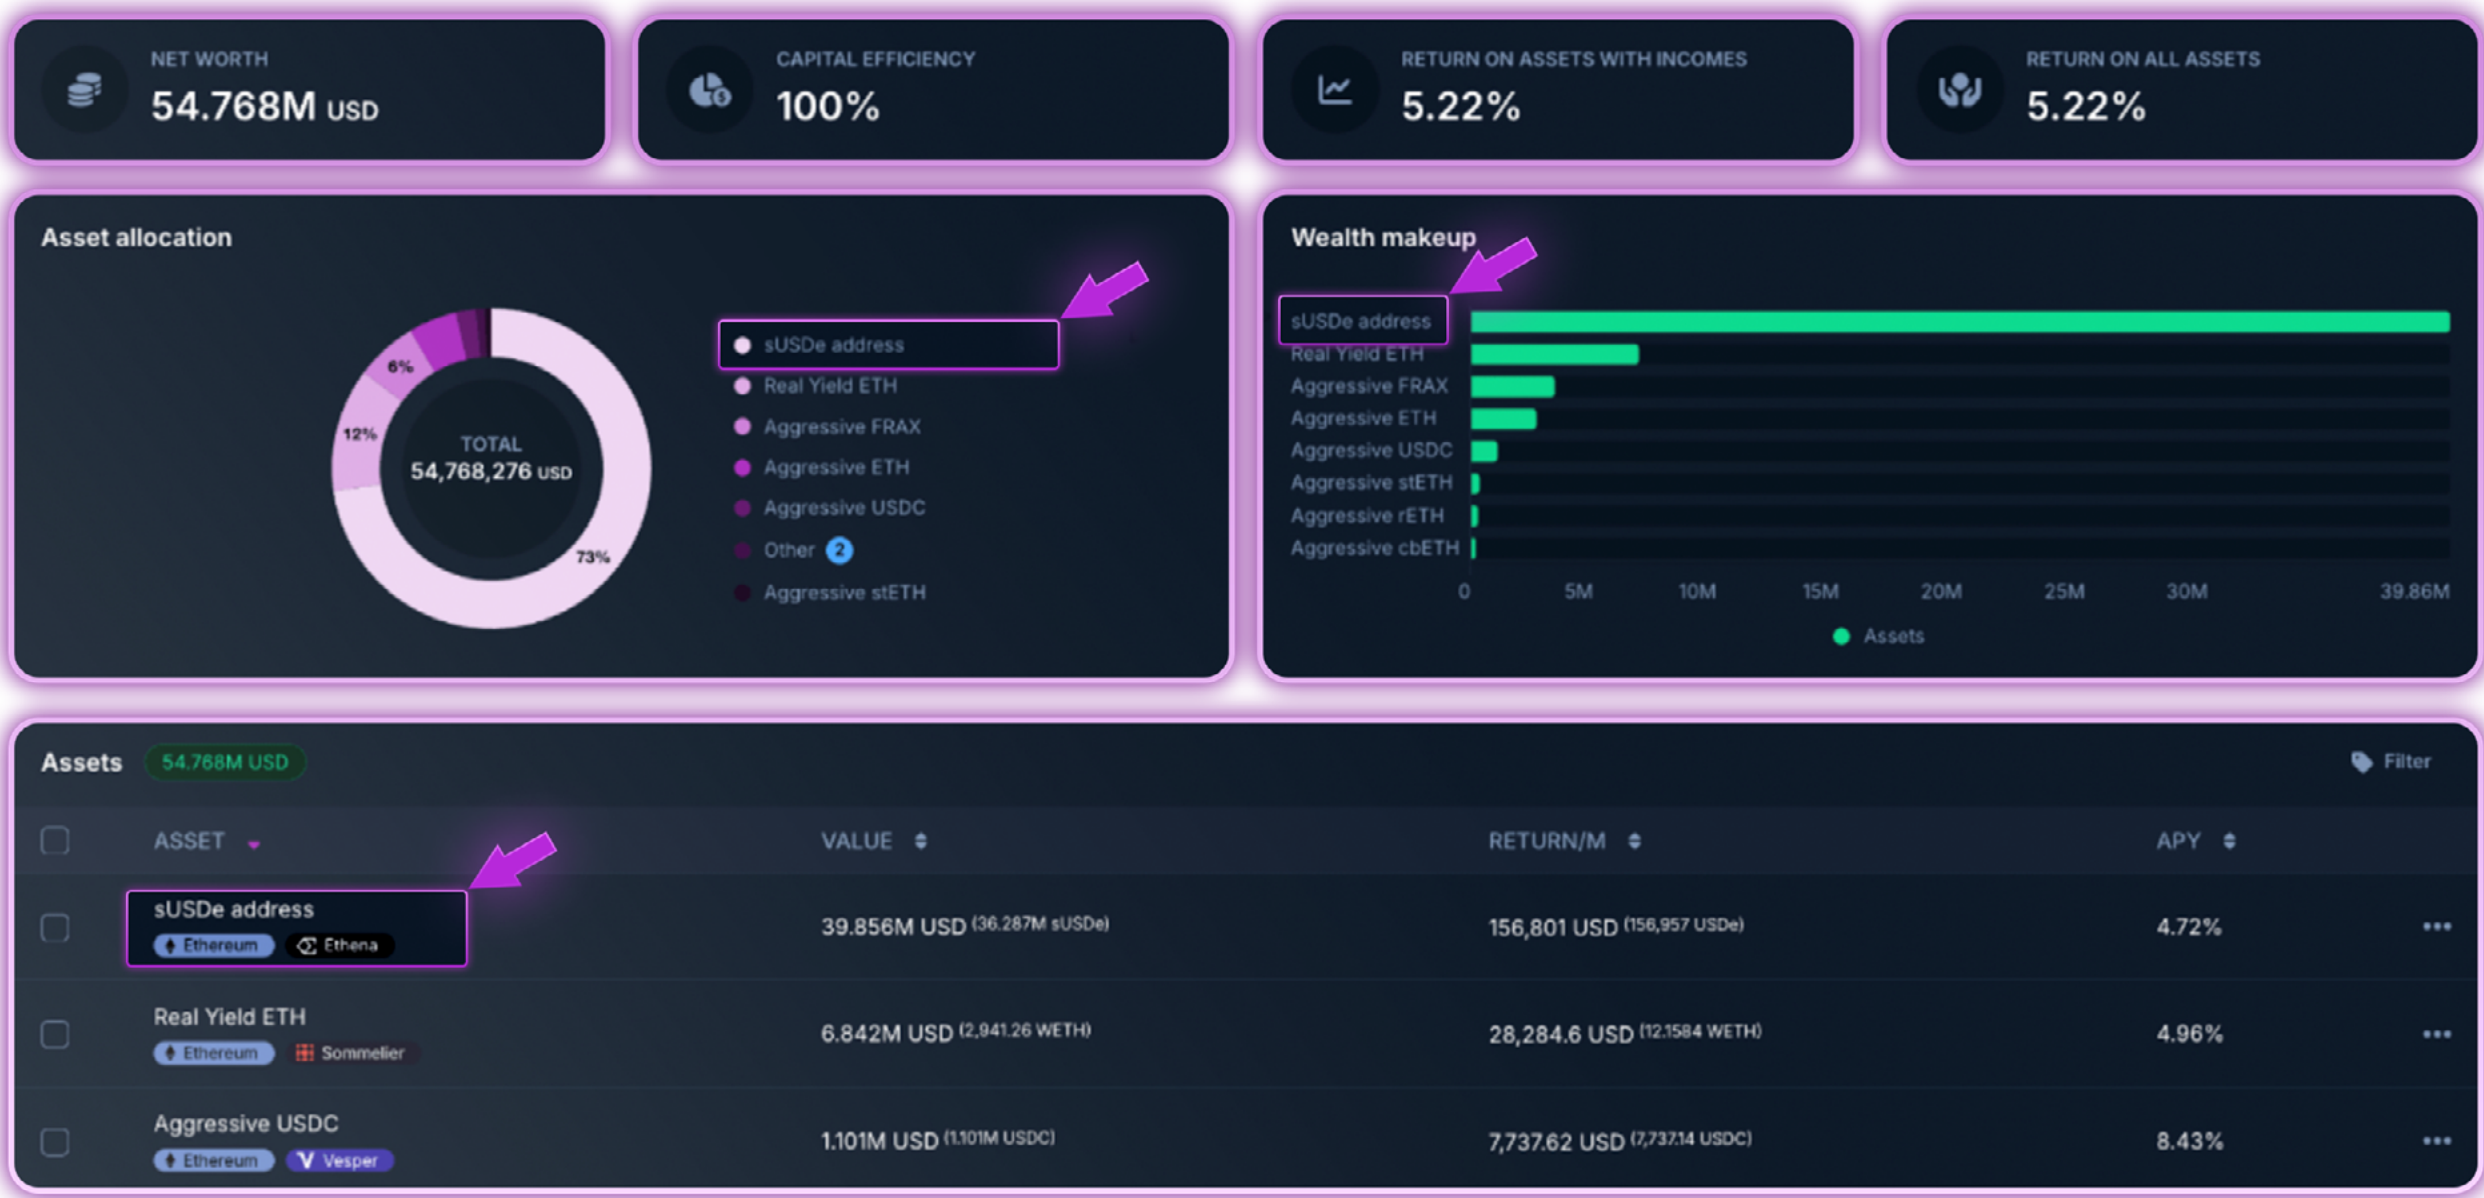 NET WORTH
54.768M USD
CAPITAL EFFICIENCY
100%
RETURN ON ASSETS WITH INCOMES
5.22%
RETURN ON ALL ASSETS
5.22%
Asset allocation
6%
12%
73%
TOTAL
54,768,276 USD
sUSDe address
Real Yield ETH
Aggressive FRAX
Aggressive ETH
Aggressive USDC
Other 2
Aggressive stETH
Wealth makeup
sUSDe address
Real Yield ETH
Aggressive FRAX
Aggressive ETH
Aggressive USDC
Aggressive stETH
Aggressive rETH
Aggressive cbETH
0 5M 10M 15M 20M 25M 30M 39.86M
Assets
Assets 54.768M USD
Filter
ASSET VALUE RETURN/M APY
sUSDe address
Ethereum Ethena
39.856M USD (36.287M sUSDe)
156,801 USD (156,957 USDe)
4.72%
Real Yield ETH
Ethereum Sommelier
6.842M USD (2,941.26 WETH)
28,284.6 USD (12.1584 WETH)
4.96%
Aggressive USDC
Ethereum Vesper
1.101M USD (1.101M USDC)
7,737.62 USD (7,737.14 USDC)
8.43%